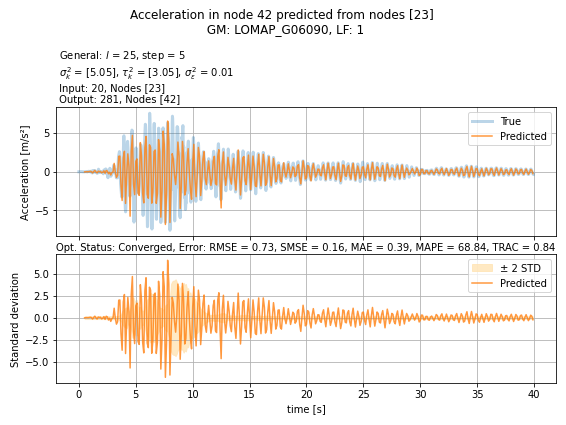 Acceleration in node 42 predicted from nodes [23]
GM: LOMAP_G06090, LF: 1
General: l = 25, step = 5
σ²ₖ = [5.05], τ²ₖ = [3.05], σ²ε = 0.01
Input: 20, Nodes [23]
Output: 281, Nodes [42]
Acceleration [m/s²]
5
0
−5
True
Predicted
Opt. Status: Converged, Error: RMSE = 0.73, SMSE = 0.16, MAE = 0.39, MAPE = 68.84, TRAC = 0.84
Standard deviation
5.0
2.5
0.0
−2.5
−5.0
± 2 STD
Predicted
0 5 10 15 20 25 30 35 40
time [s]